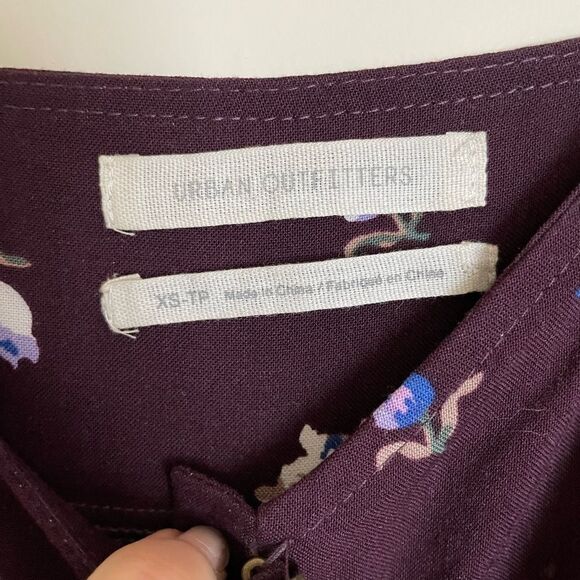 URBAN OUTFITTERS
XS-TP Made in China / Fabriqué en Chine